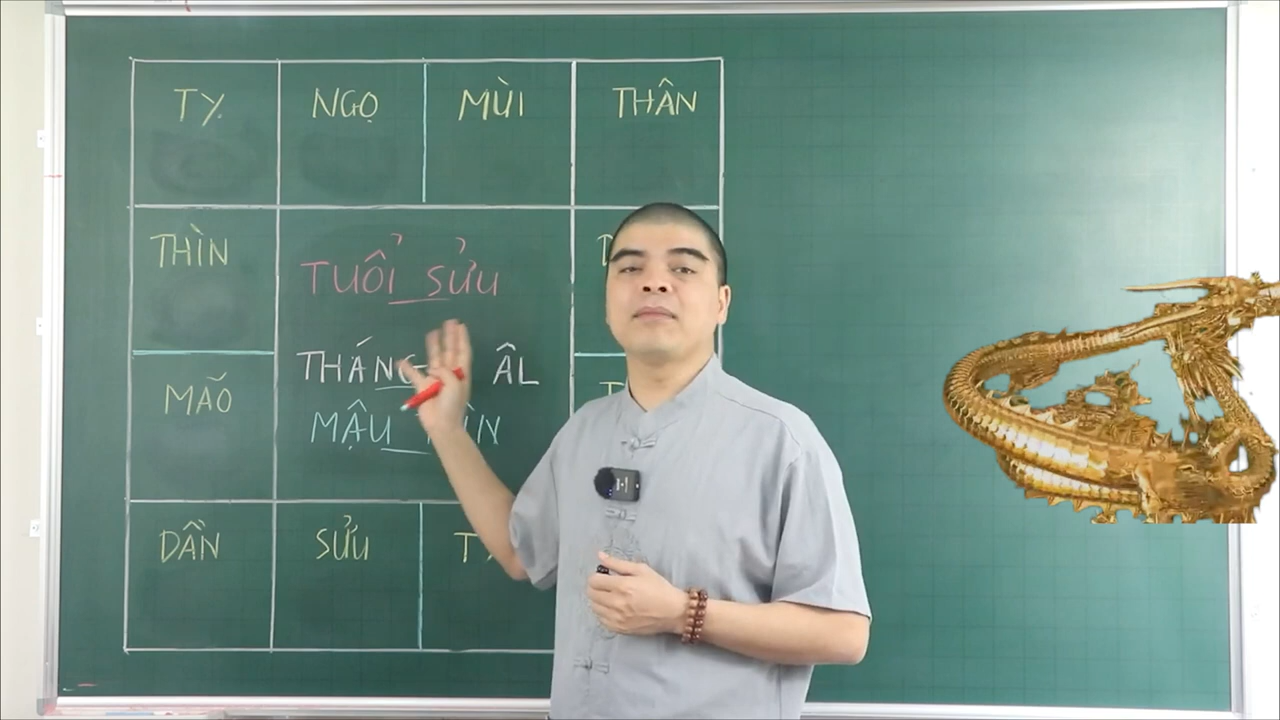 TỴ NGỌ MÙI THÂN
THÌN
TUỔI SỬU
THÁNG ÂL
MÃO
MẬU
DẦN SỬU